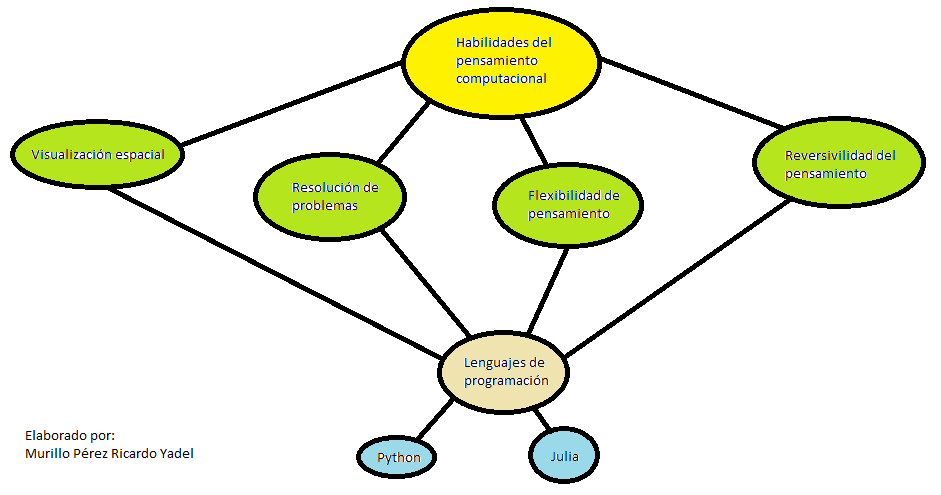 Habilidades del
pensamiento
computacional
Visualización espacial
Resolución de
problemas
Flexibilidad de
pensamiento
Reversivilidad del
pensamiento
Lenguajes de
programación
Python
Julia
Elaborado por:
Murillo Pérez Ricardo Yadel